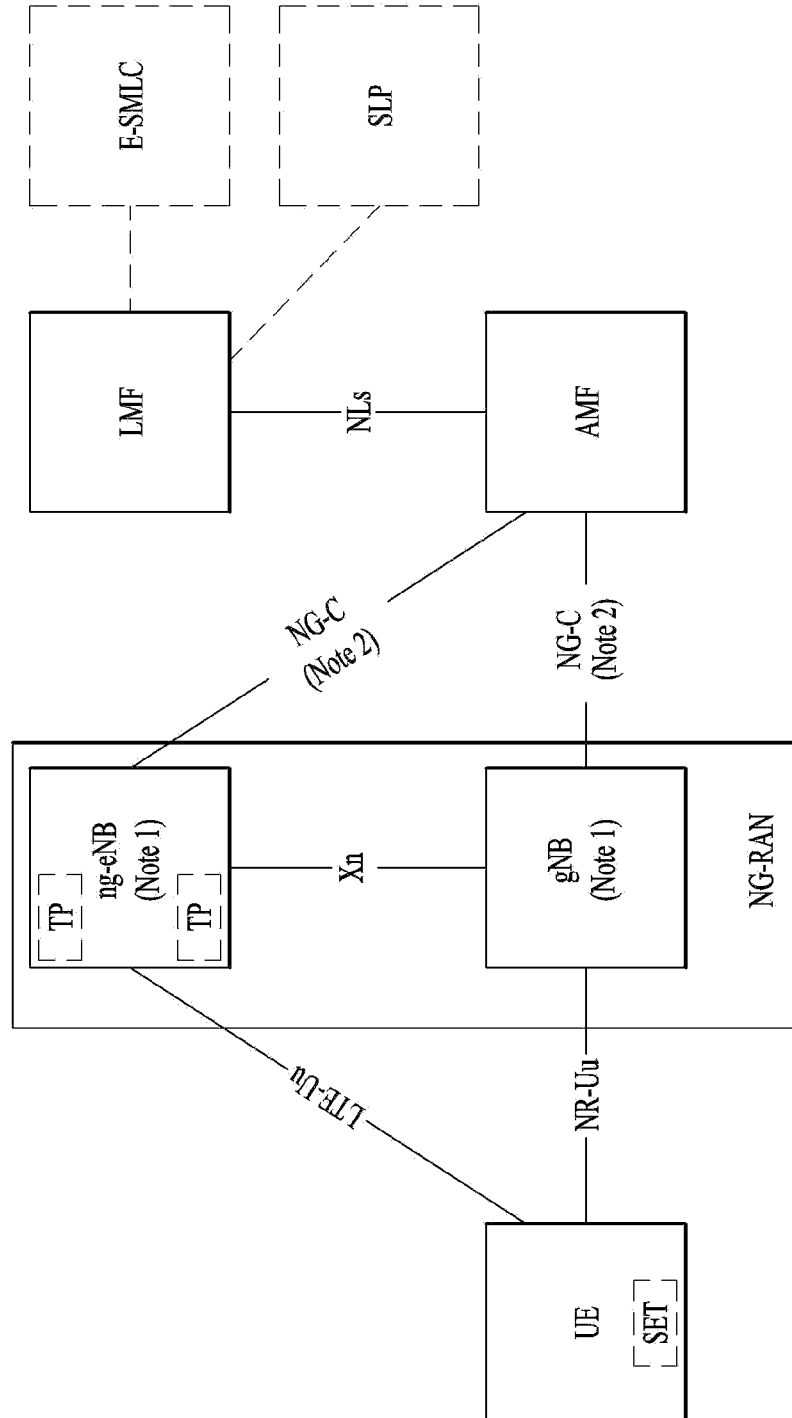 E-SMLC
SLP
LMF
NLs
AMF
NG-C
(Note 2)
NG-C
(Note 2)
TP
TP
ng-eNB
(Note 1)
Xn
gNB
(Note 1)
NG-RAN
LTE-Uu
NR-Uu
UE
SET